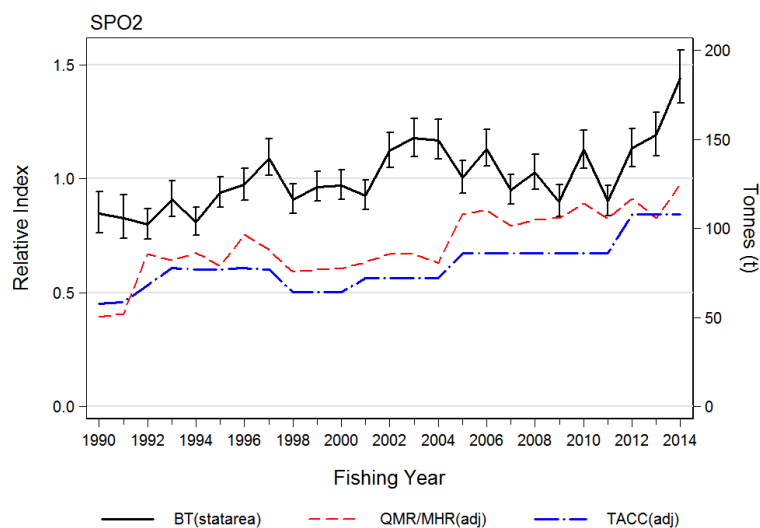 SPO2
Relative Index
1.5
1.0
0.5
0.0
200
150
100
50
0
Tonnes (t)
1990 1992 1994 1996 1998 2000 2002 2004 2006 2008 2010 2012 2014
Fishing Year
BT(statarea) QMR/MHR(adj) TACC(adj)